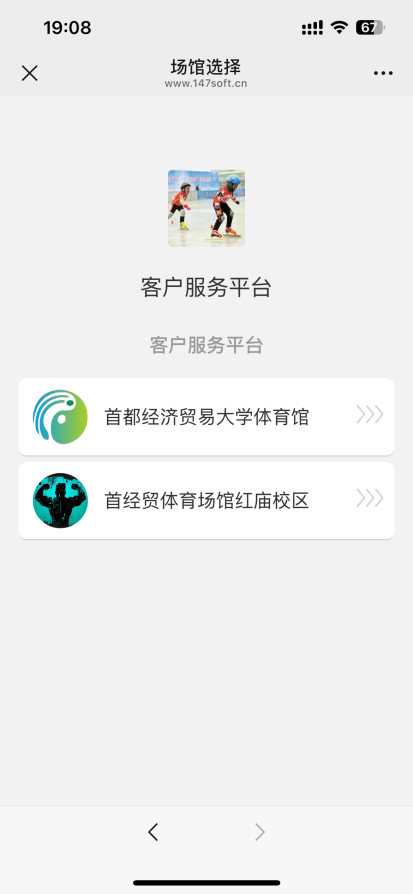 19:08
67
场馆选择
www.147soft.cn
客户服务平台
客户服务平台
首都经济贸易大学体育馆
首经贸体育场馆红庙校区